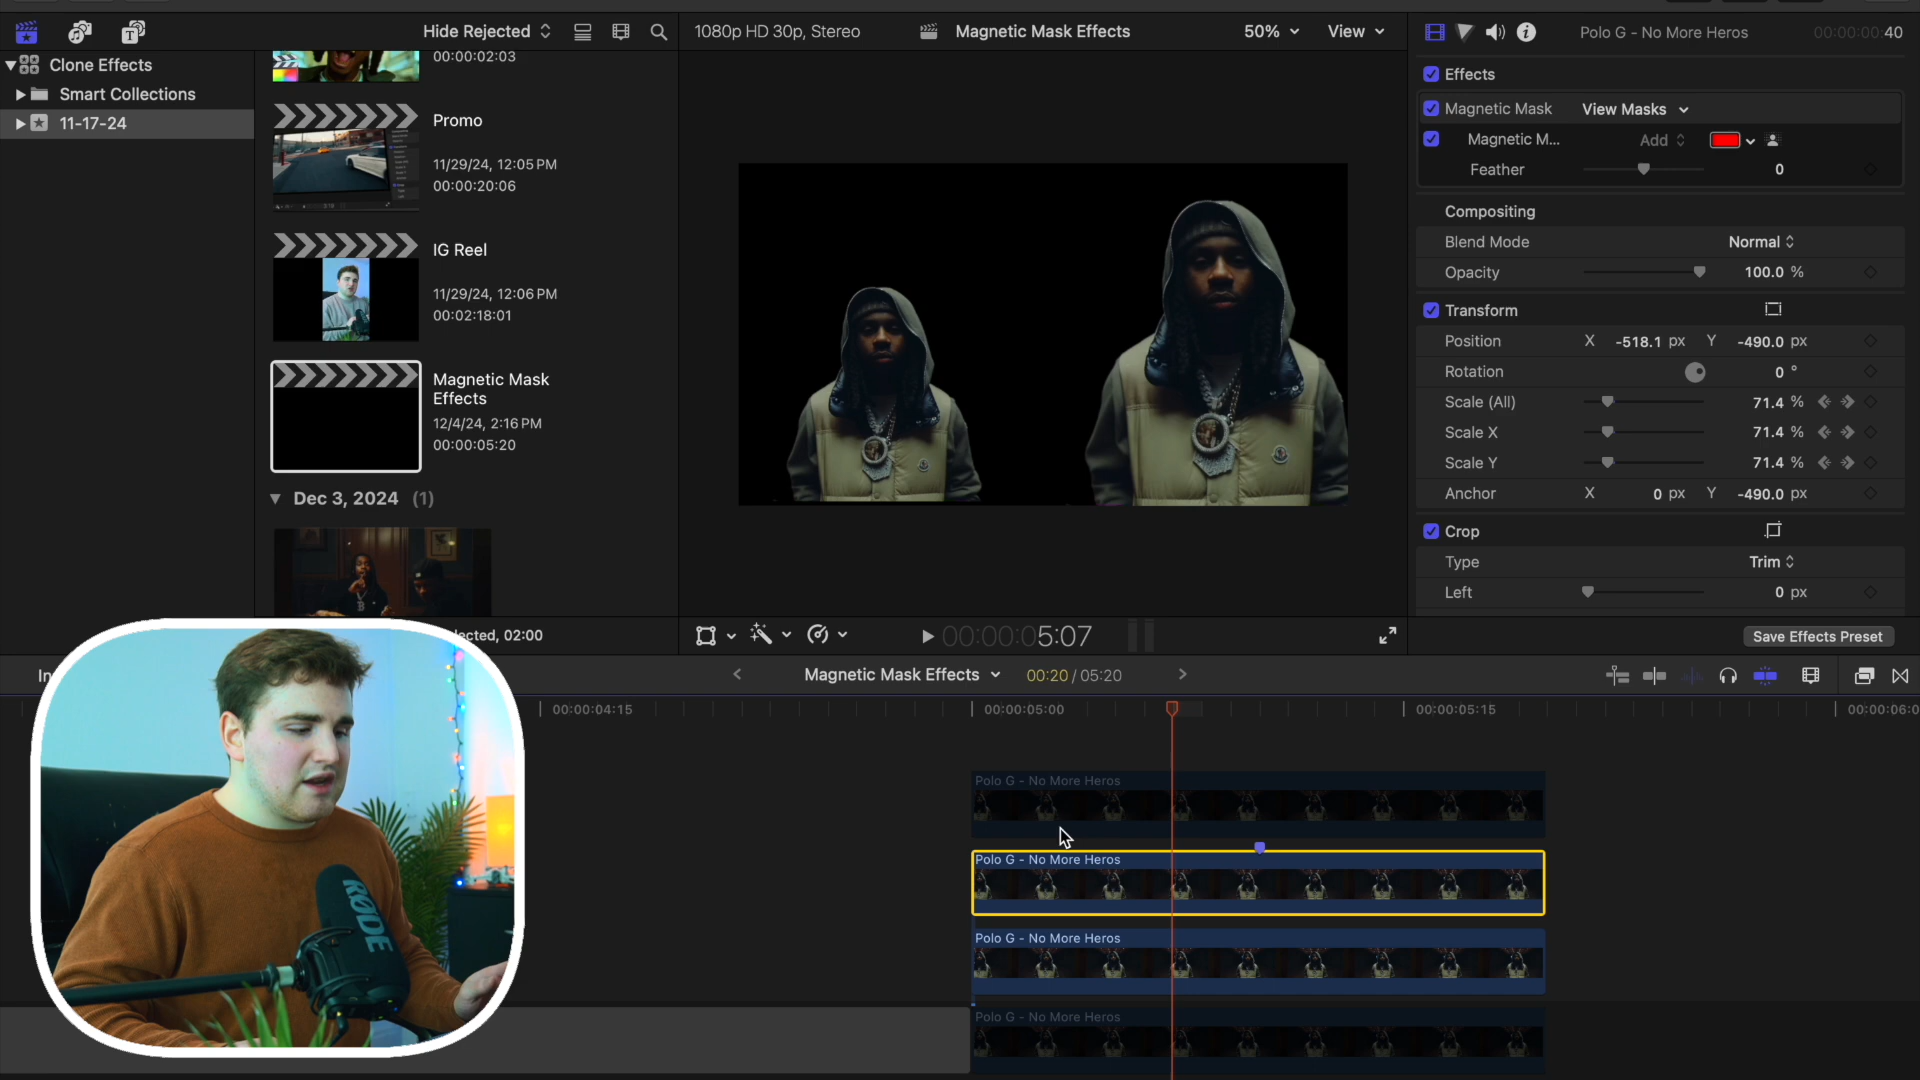 Hide Rejected
1080p HD 30p, Stereo
Magnetic Mask Effects
50%
View
Polo G - No More Heros
00:00:00:40
Clone Effects
Smart Collections
11-17-24
00:00:02:03
Promo
11/29/24, 12:05 PM
00:00:20:06
IG Reel
11/29/24, 12:06 PM
00:02:18:01
Magnetic Mask
Effects
12/4/24, 2:16 PM
00:00:05:20
Dec 3, 2024 (1)
Effects
Magnetic Mask View Masks
Magnetic M... Add
Feather 0
Compositing
Blend Mode Normal
Opacity 100.0 %
Transform
Position X -518.1 px Y -490.0 px
Rotation 0 °
Scale (All) 71.4 %
Scale X 71.4 %
Scale Y 71.4 %
Anchor X 0 px Y -490.0 px
Crop
Type Trim
Left 0 px
ected, 02:00
00:00:00:5:07
Save Effects Preset
In
Magnetic Mask Effects
00:20 / 05:20
00:00:04:15
00:00:05:00
00:00:05:15
00:00:06:0
Polo G - No More Heros
Polo G - No More Heros
Polo G - No More Heros
Polo G - No More Heros
RØDE